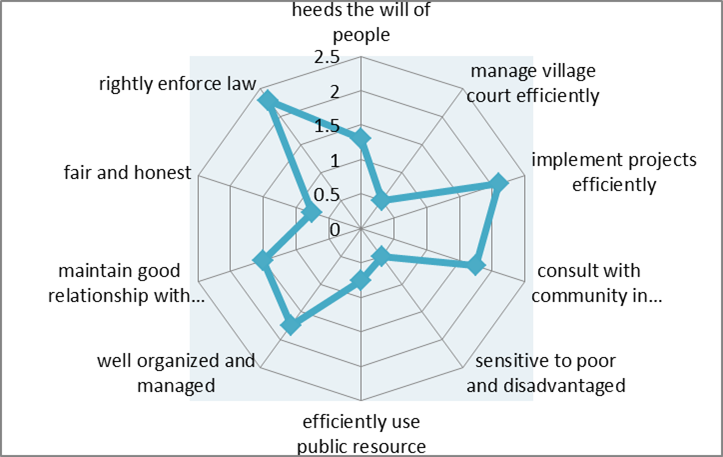 heeds the will of
people
manage village
court efficiently
implement projects
efficiently
consult with
community in...
sensitive to poor
and disadvantaged
efficiently use
public resource
well organized and
managed
maintain good
relationship with...
fair and honest
rightly enforce law
2.5
2
1.5
1
0.5
0